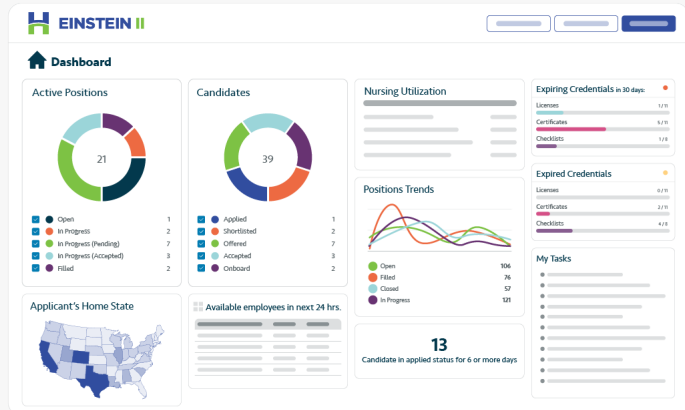 EINSTEIN II
Dashboard
Active Positions
21
Open 1
In Progress 2
In Progress (Pending) 7
In Progress (Accepted) 3
Filled 2
Candidates
39
Applied 1
Shortlisted 2
Offered 7
Accepted 3
Onboard 2
Nursing Utilization
Positions Trends
Open 106
Filled 76
Closed 57
In Progress 121
Expiring Credentials in 30 days:
Licenses 1/11
Certificates 5/11
Checklists 1/8
Expired Credentials
Licenses 0/11
Certificates 2/11
Checklists 4/8
My Tasks
Applicant's Home State
Available employees in next 24 hrs.
13
Candidate in applied status for 6 or more days